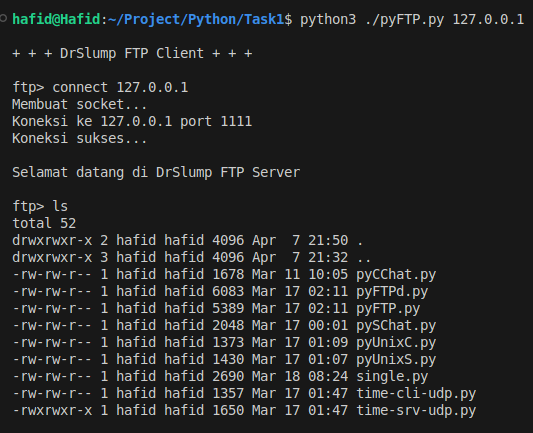 hafid@Hafid:~/Project/Python/Task1$ python3 ./pyFTP.py 127.0.0.1
+ + + DrSlump FTP Client + + +
ftp> connect 127.0.0.1
Membuat socket...
Koneksi ke 127.0.0.1 port 1111
Koneksi sukses...
Selamat datang di DrSlump FTP Server
ftp> ls
total 52
drwxrwxr-x 2 hafid hafid 4096 Apr  7 21:50 .
drwxrwxr-x 3 hafid hafid 4096 Apr  7 21:32 ..
-rw-rw-r-- 1 hafid hafid 1678 Mar 11 10:05 pyCChat.py
-rw-rw-r-- 1 hafid hafid 6083 Mar 17 02:11 pyFTPd.py
-rw-rw-r-- 1 hafid hafid 5389 Mar 17 02:11 pyFTP.py
-rw-rw-r-- 1 hafid hafid 2048 Mar 17 00:01 pySChat.py
-rw-rw-r-- 1 hafid hafid 1373 Mar 17 01:09 pyUnixC.py
-rw-rw-r-- 1 hafid hafid 1430 Mar 17 01:07 pyUnixS.py
-rw-rw-r-- 1 hafid hafid 2690 Mar 18 08:24 single.py
-rw-rw-r-- 1 hafid hafid 1357 Mar 17 01:47 time-cli-udp.py
-rwxrwxr-x 1 hafid hafid 1650 Mar 17 01:47 time-srv-udp.py